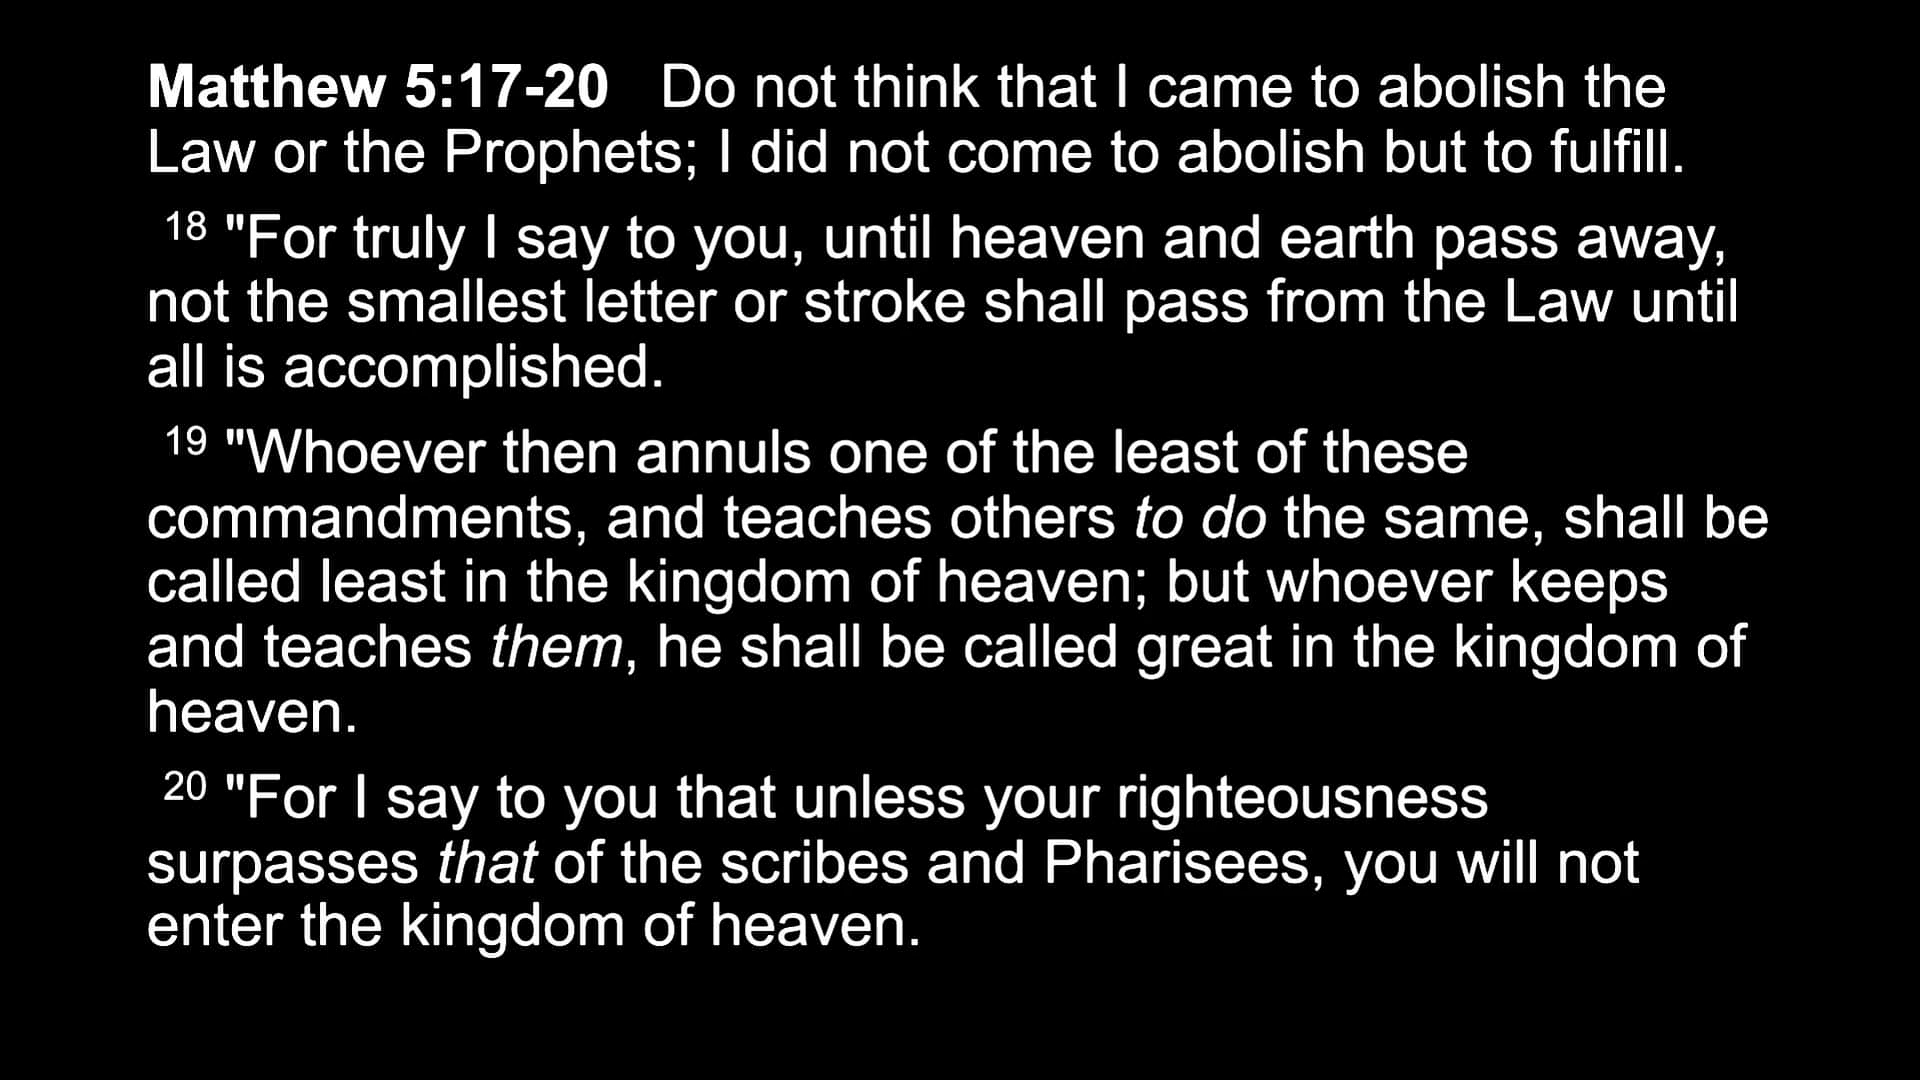 Matthew 5:17-20 Do not think that I came to abolish the
Law or the Prophets; I did not come to abolish but to fulfill.
18 "For truly I say to you, until heaven and earth pass away,
not the smallest letter or stroke shall pass from the Law until
all is accomplished.
19 "Whoever then annuls one of the least of these
commandments, and teaches others to do the same, shall be
called least in the kingdom of heaven; but whoever keeps
and teaches them, he shall be called great in the kingdom of
heaven.
20 "For I say to you that unless your righteousness
surpasses that of the scribes and Pharisees, you will not
enter the kingdom of heaven.